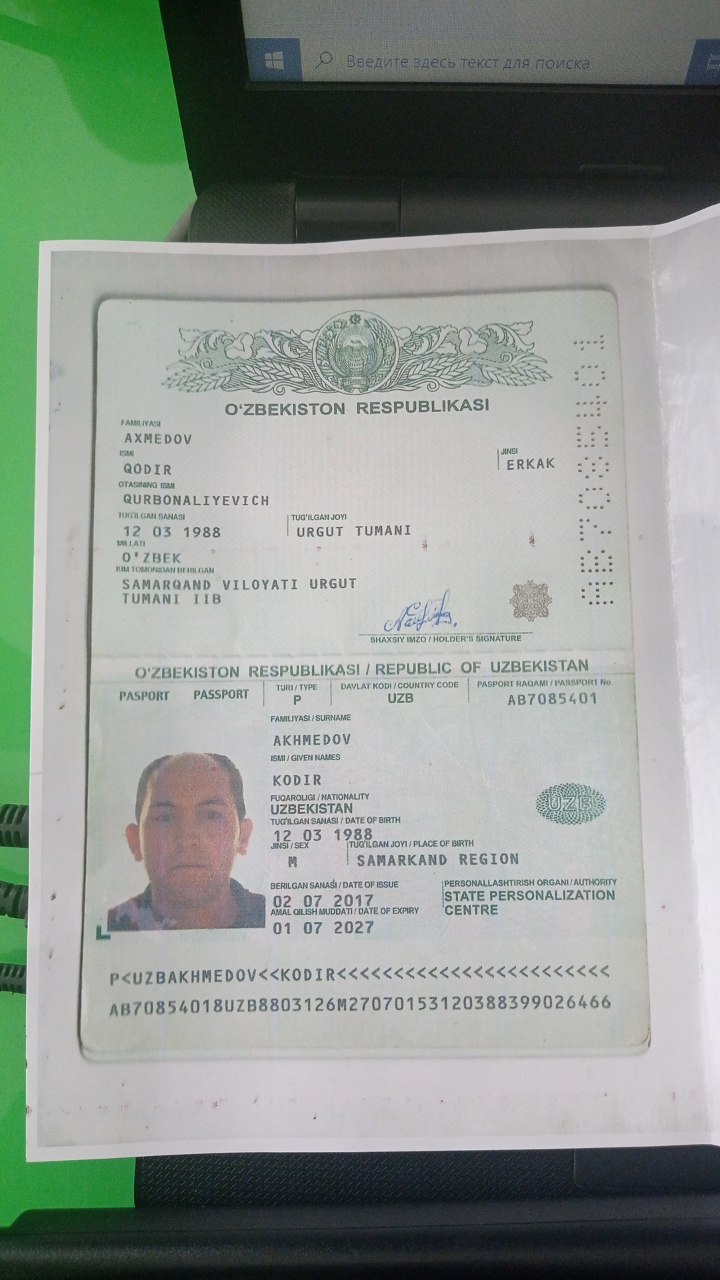 Введите здесь текст для поиска
O'ZBEKISTON RESPUBLIKASI
FAMILIYASI
AXMEDOV
ISMI
QODIR
JINSI
ERKAK
OTASINING ISMI
QURBONALIYEVICH
TUG'ILGAN SANASI
12 03 1988
TUG'ILGAN JOYI
URGUT TUMANI
MILLATI
O'ZBEK
KIM TOMONIDAN BERILGAN
SAMARQAND VILOYATI URGUT
TUMANI IIB
AB7085401
SHAXSIY IMZO / HOLDER'S SIGNATURE
O'ZBEKISTON RESPUBLIKASI / REPUBLIC OF UZBEKISTAN
PASPORT PASSPORT
TURI / TYPE
P
DAVLAT KODI / COUNTRY CODE
UZB
PASPORT RAQAMI / PASSPORT No.
AB7085401
FAMILIYASI / SURNAME
AKHMEDOV
ISMI / GIVEN NAMES
KODIR
FUQAROLIGI / NATIONALITY
UZBEKISTAN
UZB
TUG'ILGAN SANASI / DATE OF BIRTH
12 03 1988
JINSI / SEX
M
TUG'ILGAN JOYI / PLACE OF BIRTH
SAMARKAND REGION
BERILGAN SANASI / DATE OF ISSUE
02 07 2017
PERSONALLASHTIRISH ORGANI / AUTHORITY
STATE PERSONALIZATION
CENTRE
AMAL QILISH MUDDATI / DATE OF EXPIRY
01 07 2027
P<UZBAKHMEDOV<<KODIR<<<<<<<<<<<<<<<<<<<<<<<<
AB70854018UZB8803126M27070153120388399026466